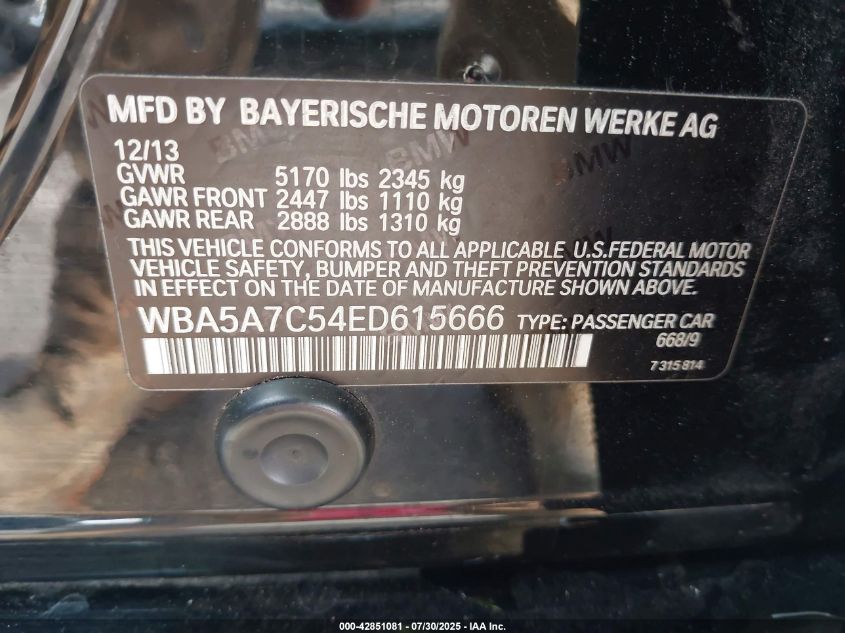 MFD BY BAYERISCHE MOTOREN WERKE AG
12/13
GVWR 5170 lbs 2345 kg
GAWR FRONT 2447 lbs 1110 kg
GAWR REAR 2888 lbs 1310 kg
THIS VEHICLE CONFORMS TO ALL APPLICABLE U.S.FEDERAL MOTOR
VEHICLE SAFETY, BUMPER AND THEFT PREVENTION STANDARDS
IN EFFECT ON THE DATE OF MANUFACTURE SHOWN ABOVE.
WBA5A7C54ED615666 TYPE: PASSENGER CAR
668/9
7 315 814
000-42851081 - 07/30/2025 - IAA Inc.